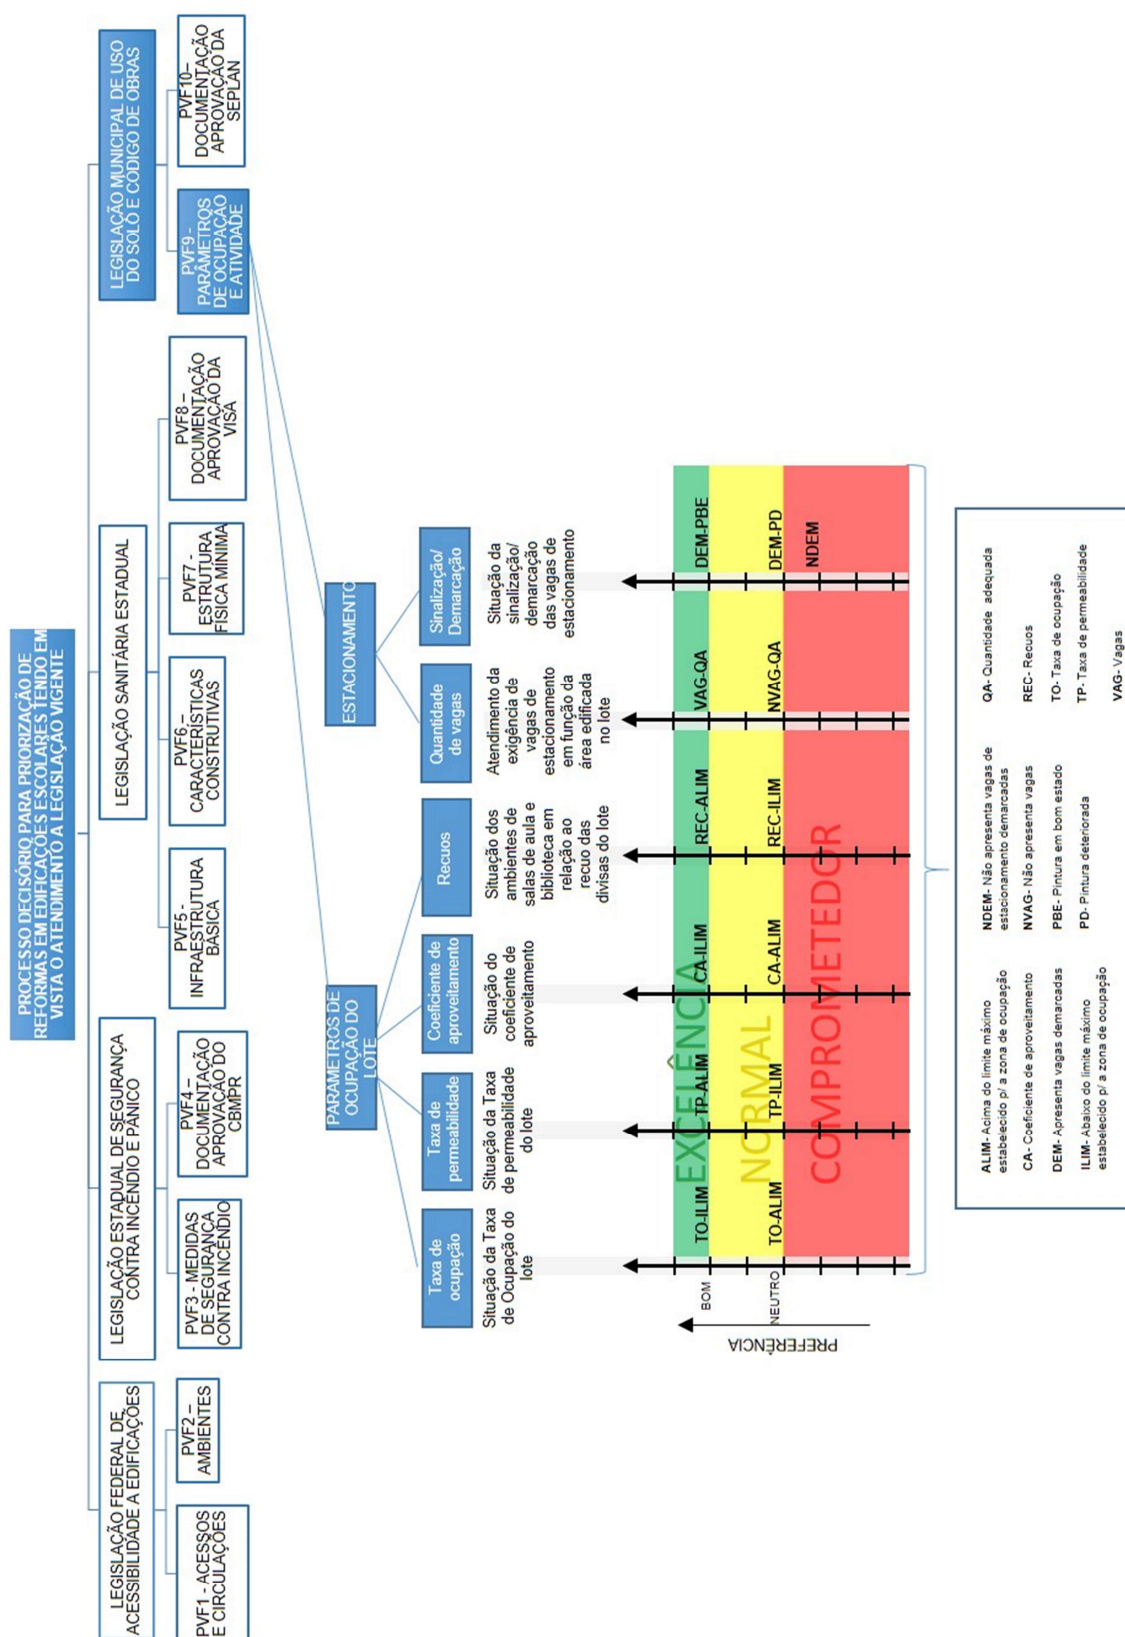 PROCESSO DECISÓRIO PARA PRIORIZAÇÃO DE
REFORMAS EM EDIFICAÇÕES ESCOLARES TENDO EM
VISTA O ATENDIMENTO A LEGISLAÇÃO VIGENTE
LEGISLAÇÃO FEDERAL DE
ACESSIBILIDADE A EDIFICAÇÕES
LEGISLAÇÃO ESTADUAL DE SEGURANÇA
CONTRA INCÊNDIO E PÂNICO
LEGISLAÇÃO SANITÁRIA ESTADUAL
LEGISLAÇÃO MUNICIPAL DE USO
DO SOLO E CODIGO DE OBRAS
PVF1 - ACESSOS
E CIRCULAÇÕES
PVF2 –
AMBIENTES
PVF3 - MEDIDAS
DE SEGURANÇA
CONTRA INCÊNDIO
PVF4 –
DOCUMENTAÇÃO
APROVAÇÃO DO
CBMPR
PVF5 -
INFRAESTRUTURA
BÁSICA
PVF6 –
CARACTERÍSTICAS
CONSTRUTIVAS
PVF7 -
ESTRUTURA
FÍSICA MÍNIMA
PVF8 –
DOCUMENTAÇÃO
APROVAÇÃO DA
VISA
PVF9 -
PARÂMETROS
DE OCUPAÇÃO
E ATIVIDADE
PVF10–
DOCUMENTAÇÃO
APROVAÇÃO DA
SEPLAN
PARÂMETROS DE
OCUPAÇÃO DO
LOTE
ESTACIONAMENTO
Taxa de
ocupação
Taxa de
permeabilidade
Coeficiente de
aproveitamento
Recuos
Quantidade
de vagas
Sinalização/
Demarcação
Situação da Taxa
de Ocupação do
lote
Situação da Taxa
de permeabilidade
do lote
Situação do
coeficiente de
aproveitamento
Situação dos
ambientes de
salas de aula e
biblioteca em
relação ao
recuo das
divisas do lote
Atendimento da
exigência de
vagas de
estacionamento
em função da
área edificada
no lote
Situação da
sinalização/
demarcação
das vagas de
estacionamento
PREFERÊNCIA
BOM
NEUTRO
EXCELÊNCIA
NORMAL
COMPROMETEDOR
TO-ILIM
TP-ALIM
CA-ILIM
REC-ALIM
VAG-QA
DEM-PBE
TO-ALIM
TP-ILIM
CA-ALIM
REC-ILIM
NVAG-QA
DEM-PD
NDEM
ALIM- Acima do limite máximo
estabelecido p/ a zona de ocupação
CA- Coeficiente de aproveitamento
DEM- Apresenta vagas demarcadas
ILIM- Abaixo do limite máximo
estabelecido p/ a zona de ocupação
NDEM- Não apresenta vagas de
estacionamento demarcadas
NVAG- Não apresenta vagas
PBE- Pintura em bom estado
PD- Pintura deteriorada
QA- Quantidade adequada
REC- Recuos
TO- Taxa de ocupação
TP- Taxa de permeabilidade
VAG- Vagas